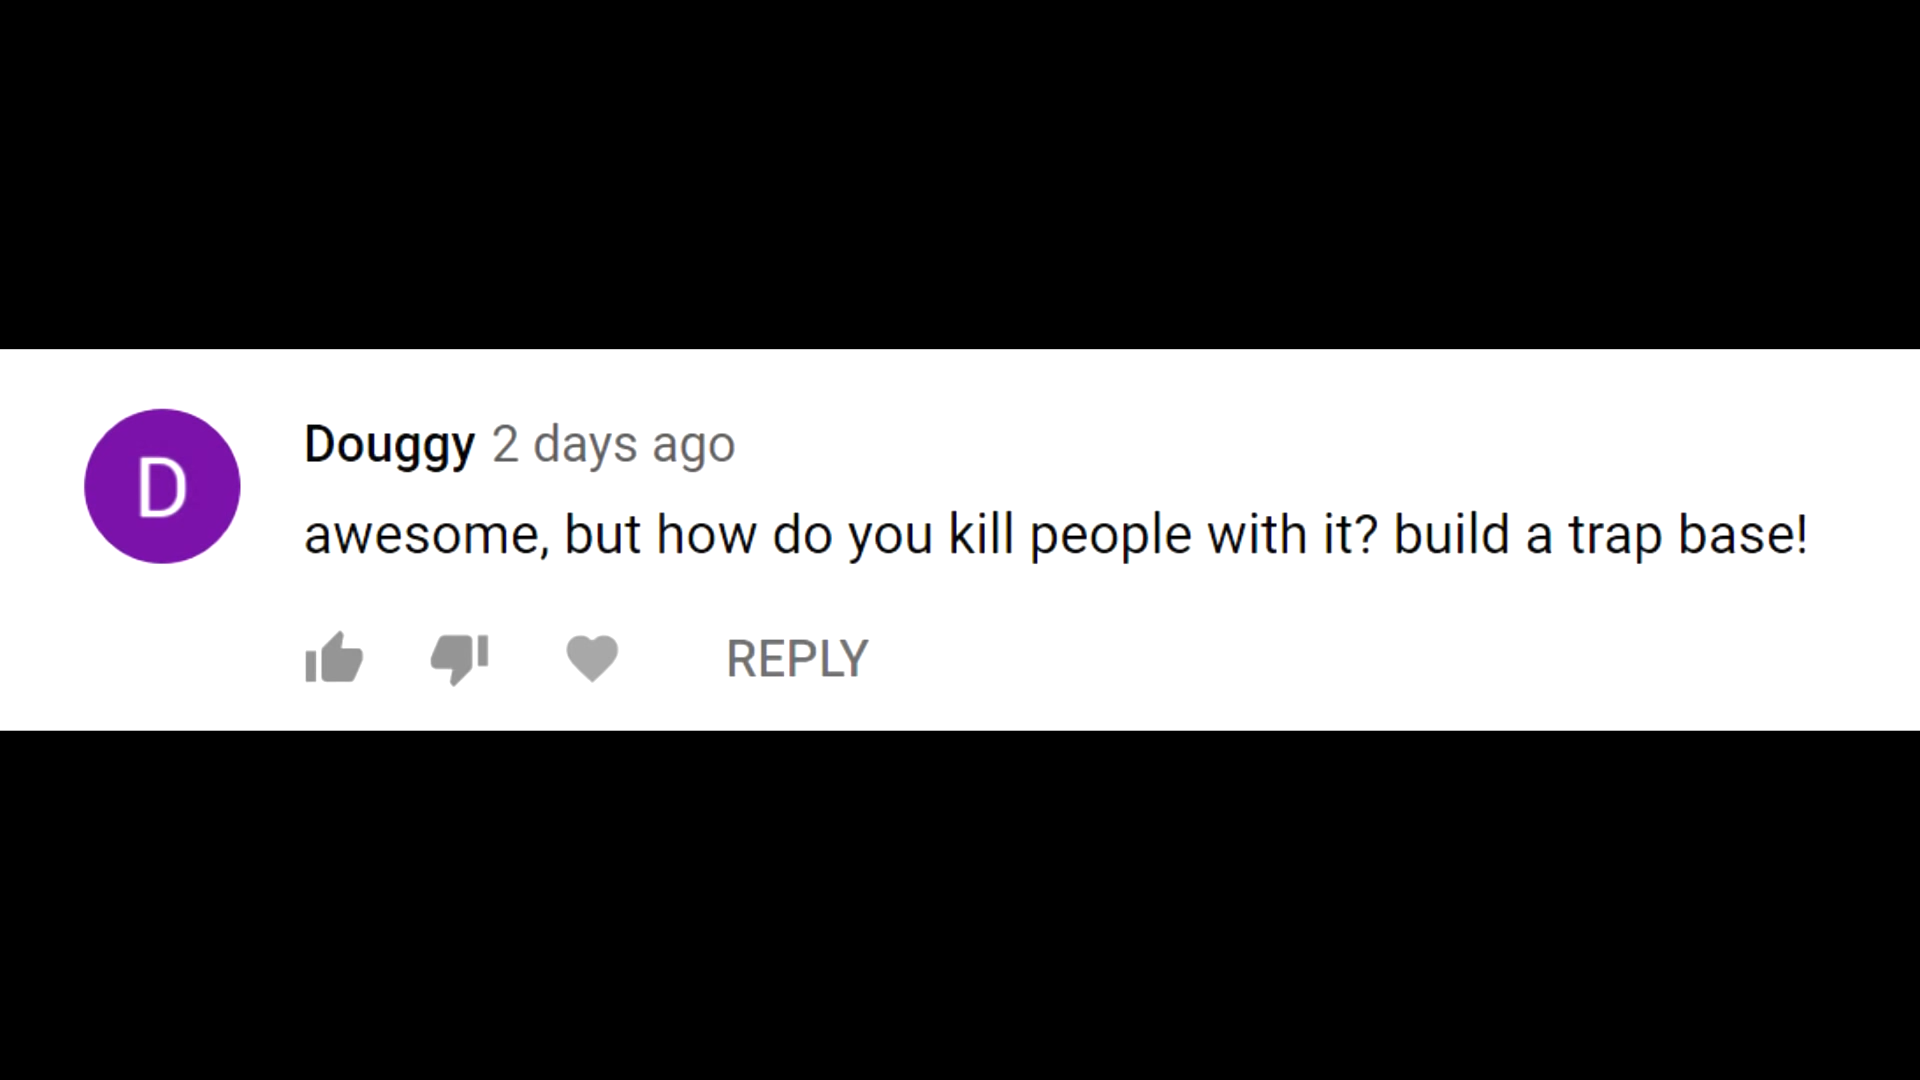 D
Douggy 2 days ago
awesome, but how do you kill people with it? build a trap base!
REPLY